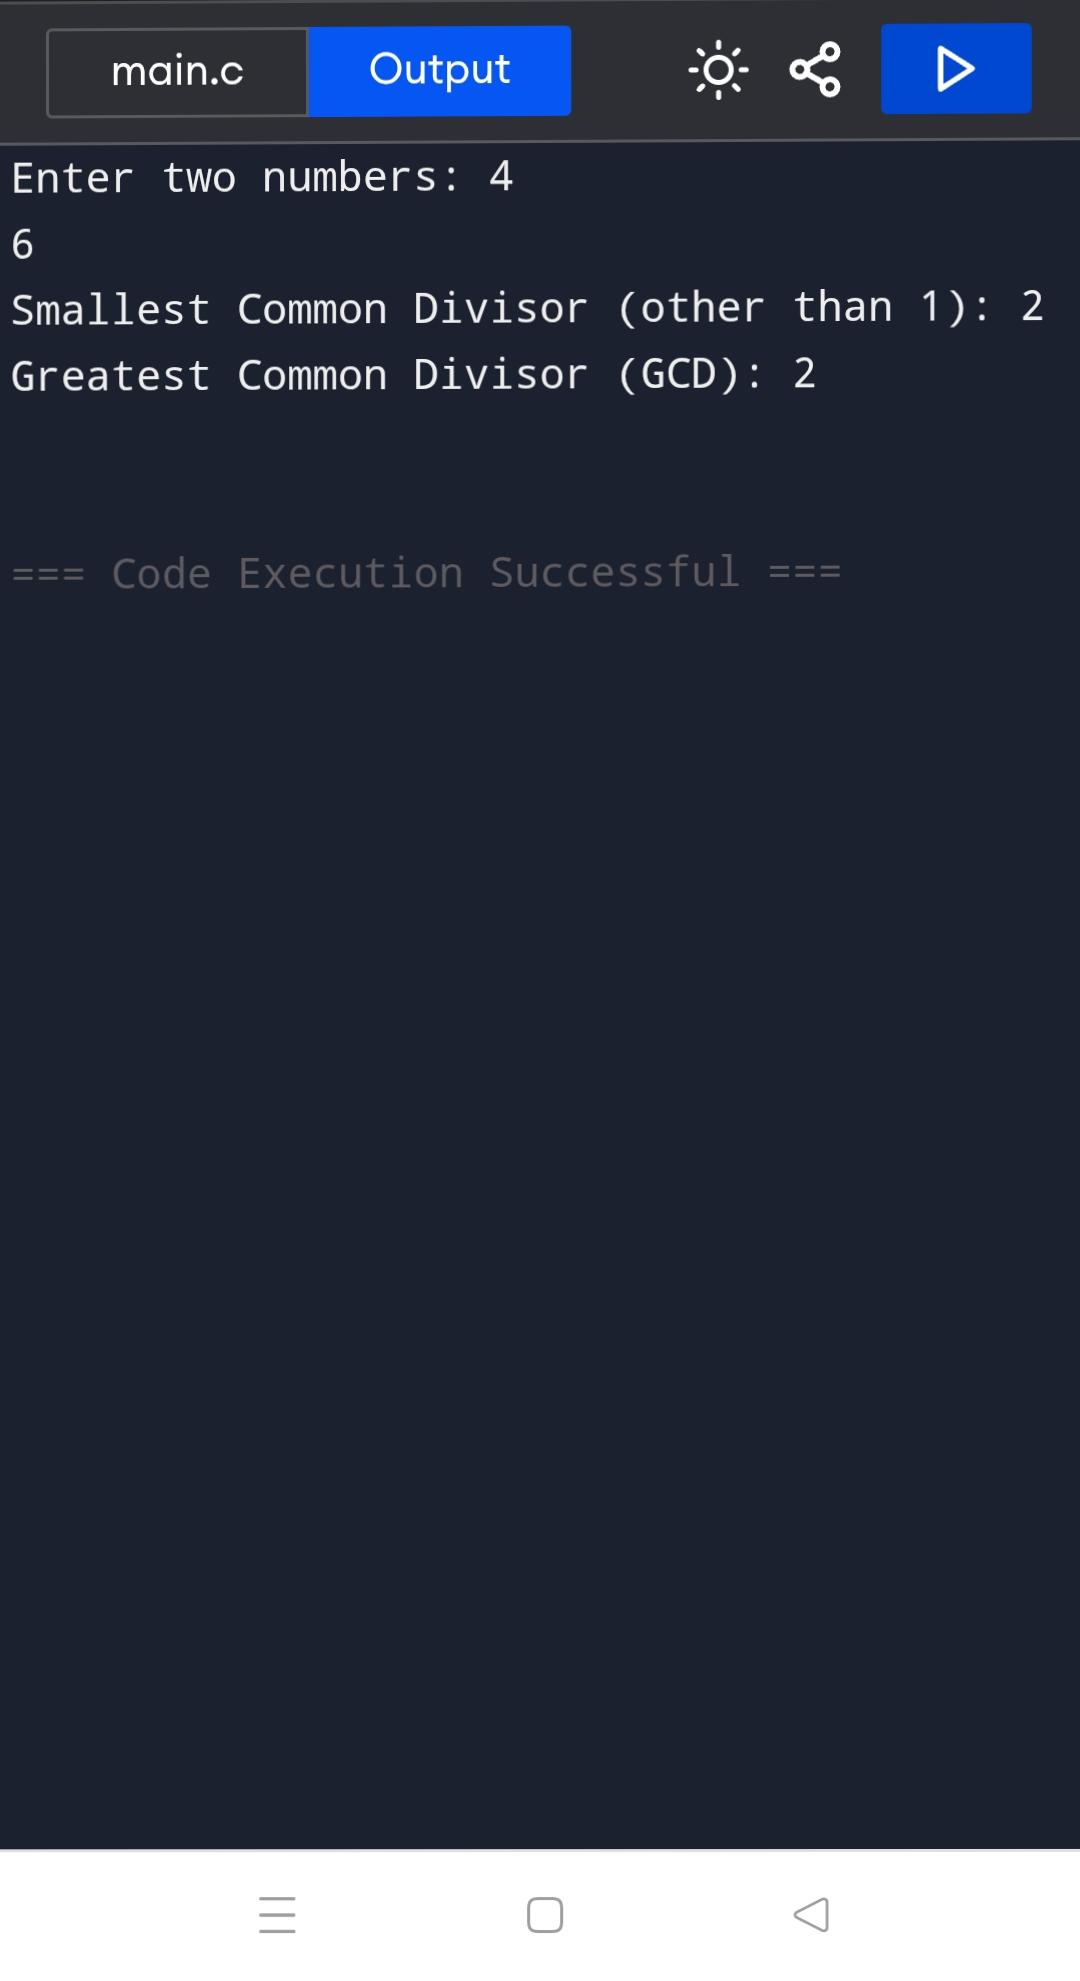 main.c Output
Enter two numbers: 4
6
Smallest Common Divisor (other than 1): 2
Greatest Common Divisor (GCD): 2
=== Code Execution Successful ===